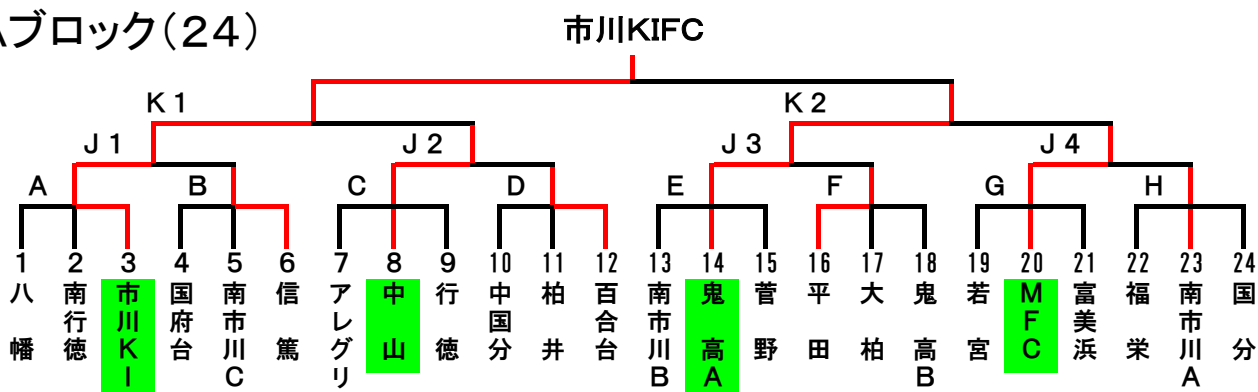 Aブロック(24)
市川KIFC
K1
K2
J1
J2
J3
J4
A
B
C
D
E
F
G
H
1
2
3
4
5
6
7
8
9
10
11
12
13
14
15
16
17
18
19
20
21
22
23
24
八幡
南行徳
市川KI
国府台
南市川C
信篤
アレグリ
中山
行徳
中国分
柏井
百合台
南市川B
鬼高A
菅野
平田
大柏
鬼高B
若宮
MFC
富美浜
福栄
南市川A
国分